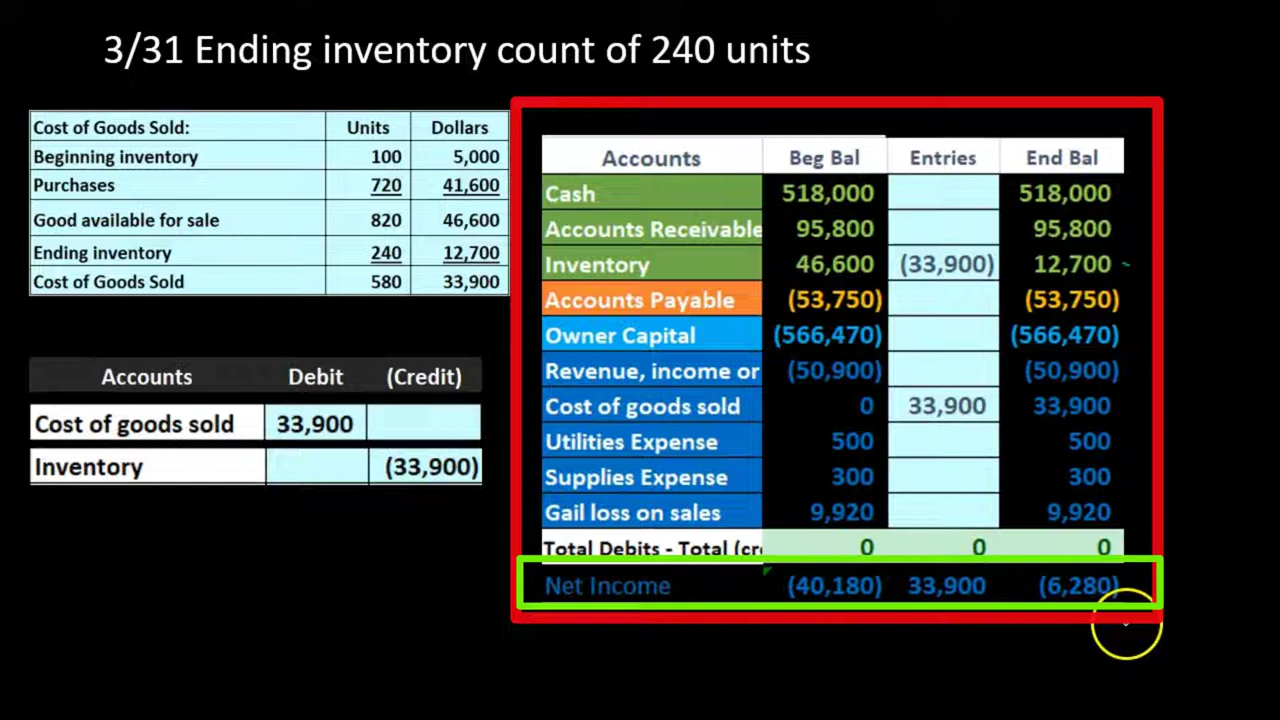 3/31 Ending inventory count of 240 units
Cost of Goods Sold: Units Dollars
Beginning inventory 100 5,000
Purchases 720 41,600
Good available for sale 820 46,600
Ending inventory 240 12,700
Cost of Goods Sold 580 33,900
Accounts Debit (Credit)
Cost of goods sold 33,900
Inventory (33,900)
Accounts Beg Bal Entries End Bal
Cash 518,000 518,000
Accounts Receivable 95,800 95,800
Inventory 46,600 (33,900) 12,700
Accounts Payable (53,750) (53,750)
Owner Capital (566,470) (566,470)
Revenue, income or (50,900) (50,900)
Cost of goods sold 0 33,900 33,900
Utilities Expense 500 500
Supplies Expense 300 300
Gail loss on sales 9,920 9,920
Total Debits - Total (cre 0 0 0
Net Income (40,180) 33,900 (6,280)